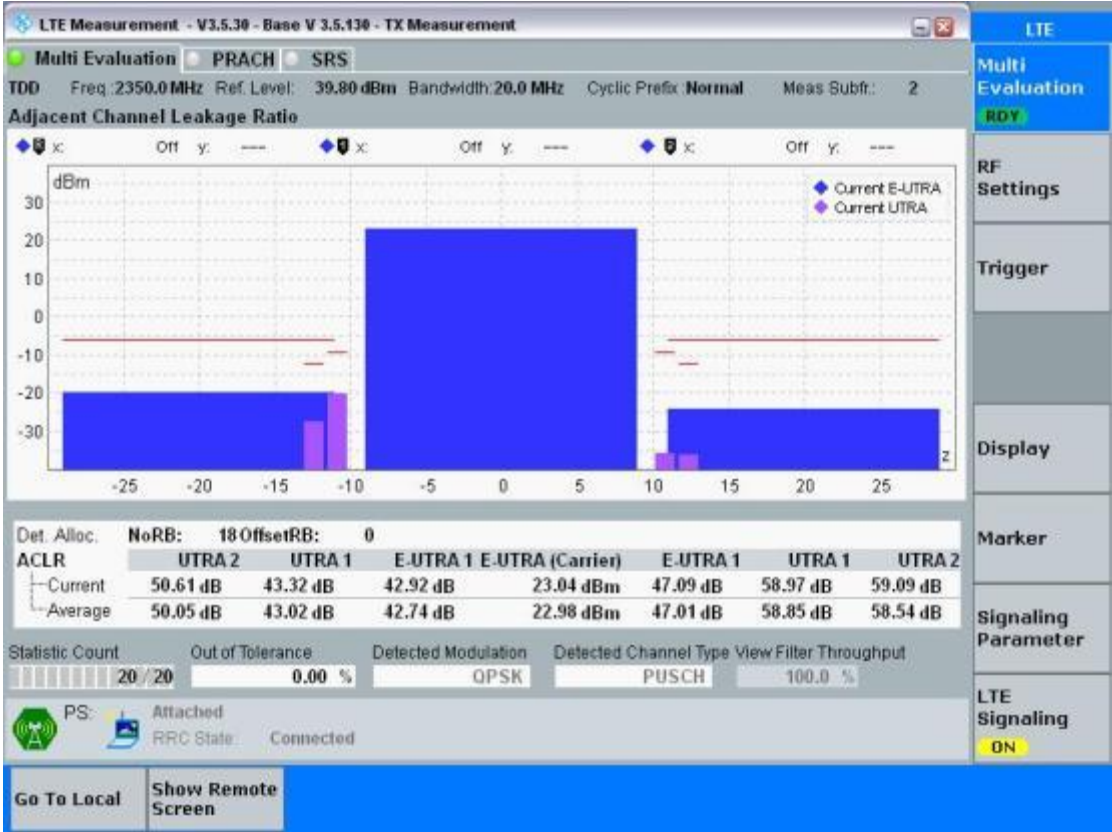 LTE Measurement - V3.5.30 - Base V 3.5.130 - TX Measurement
LTE
Multi Evaluation PRACH SRS
Multi Evaluation
RDY
TDD Freq.:2350.0 MHz Ref. Level: 39.80 dBm Bandwidth:20.0 MHz Cyclic Prefix:Normal Meas Subfr.: 2
Adjacent Channel Leakage Ratio
x: Off y: --- x: Off y: --- x: Off y: ---
dBm
Current E-UTRA
Current UTRA
30
20
10
0
-10
-20
-30
z
-25 -20 -15 -10 -5 0 5 10 15 20 25
RF
Settings
Trigger
Display
Marker
Signaling
Parameter
LTE
Signaling
ON
Det. Alloc. NoRB: 18 OffsetRB: 0
ACLR UTRA 2 UTRA 1 E-UTRA 1 E-UTRA (Carrier) E-UTRA 1 UTRA 1 UTRA 2
Current 50.61 dB 43.32 dB 42.92 dB 23.04 dBm 47.09 dB 58.97 dB 59.09 dB
Average 50.05 dB 43.02 dB 42.74 dB 22.98 dBm 47.01 dB 58.85 dB 58.54 dB
Statistic Count Out of Tolerance Detected Modulation Detected Channel Type View Filter Throughput
20 / 20 0.00 % QPSK PUSCH 100.0 %
PS: Attached
RRC State: Connected
Go To Local
Show Remote
Screen